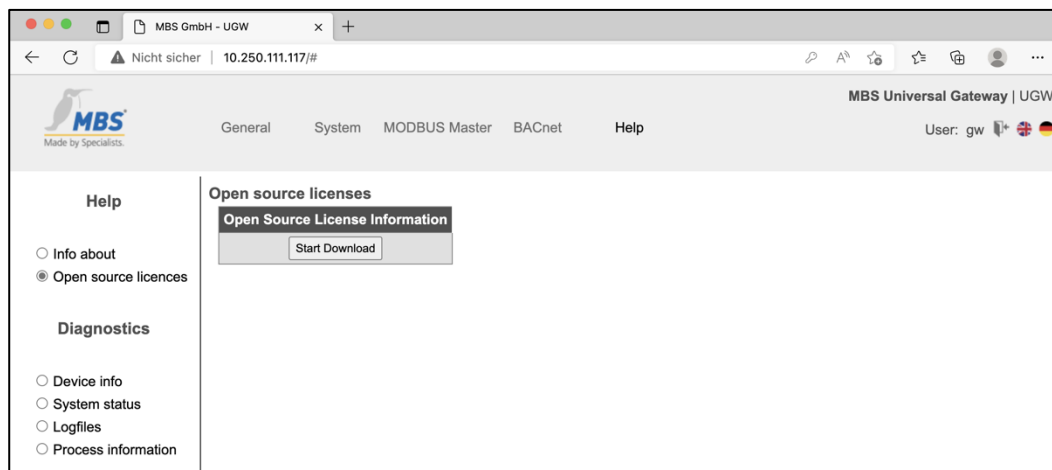 MBS GmbH - UGW
Nicht sicher | 10.250.111.117/#
MBS
Made by Specialists.
General System MODBUS Master BACnet Help
MBS Universal Gateway | UGW
User: gw
Help
Info about
Open source licences
Diagnostics
Device info
System status
Logfiles
Process information
Open source licenses
Open Source License Information
Start Download